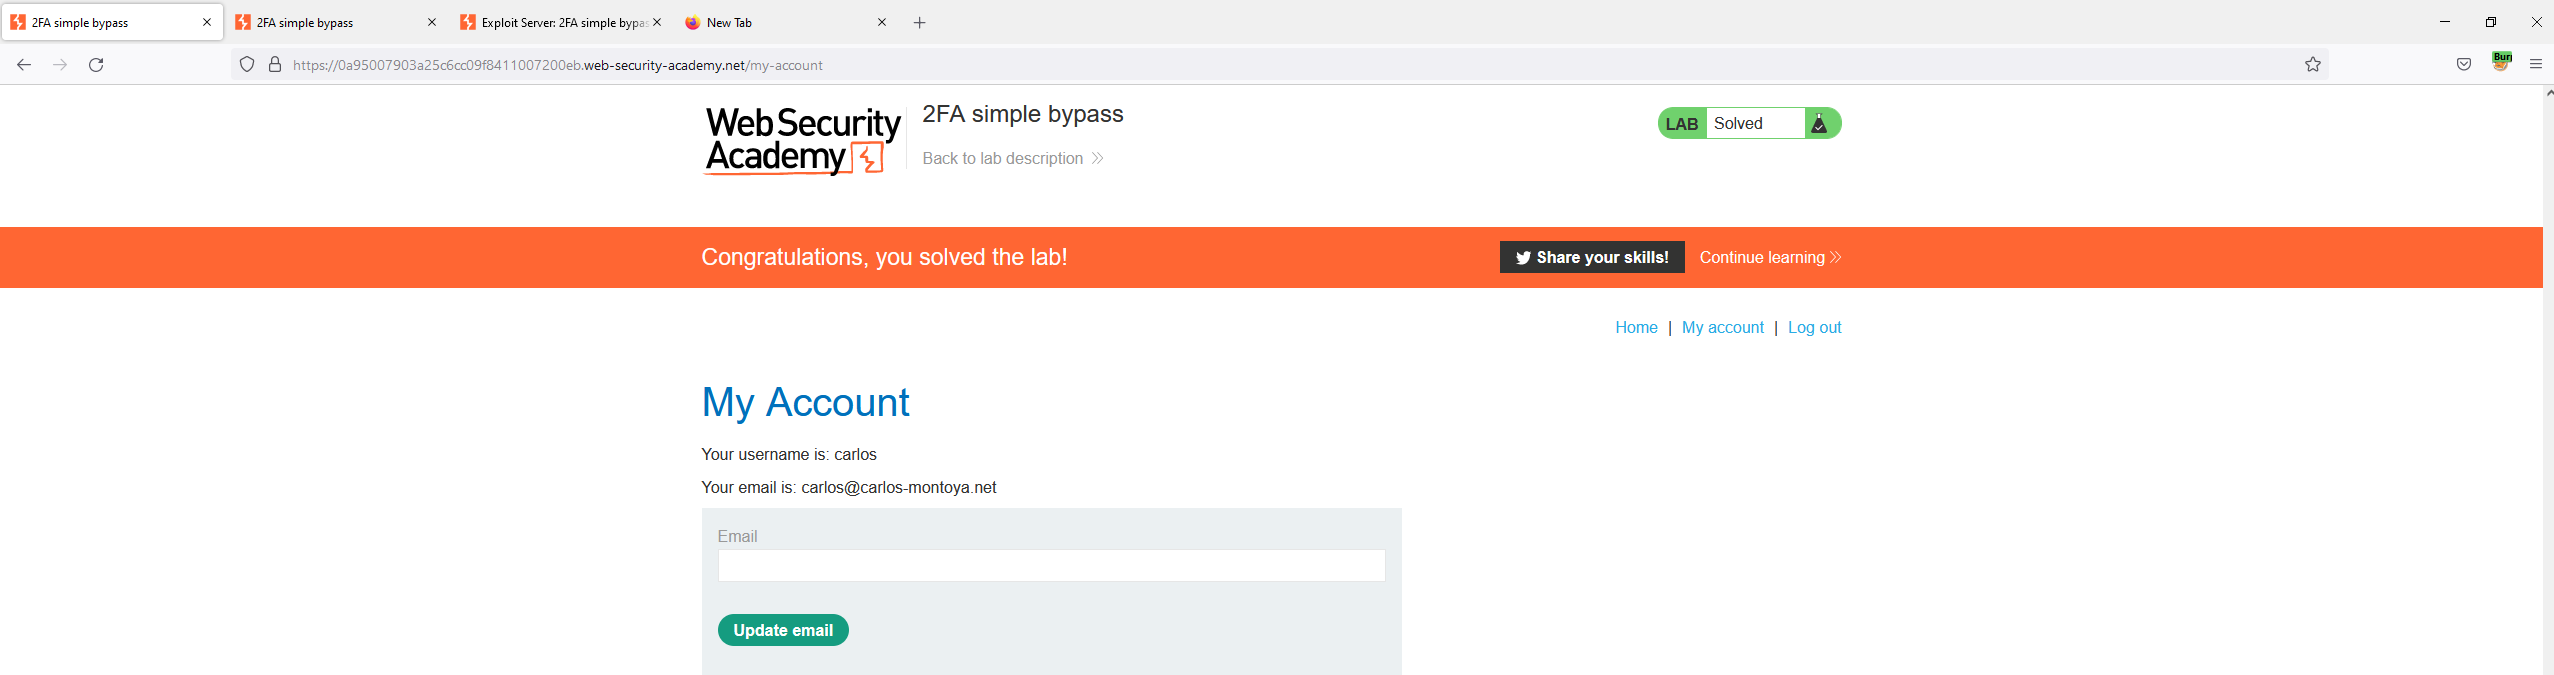 2FA simple bypass
2FA simple bypass
Exploit Server: 2FA simple bypas
New Tab
https://0a95007903a25c6cc09f8411007200eb.web-security-academy.net/my-account
Burp
Web Security
Academy
2FA simple bypass
Back to lab description
LAB Solved
Congratulations, you solved the lab!
Share your skills!
Continue learning
Home | My account | Log out
My Account
Your username is: carlos
Your email is: carlos@carlos-montoya.net
Email
Update email